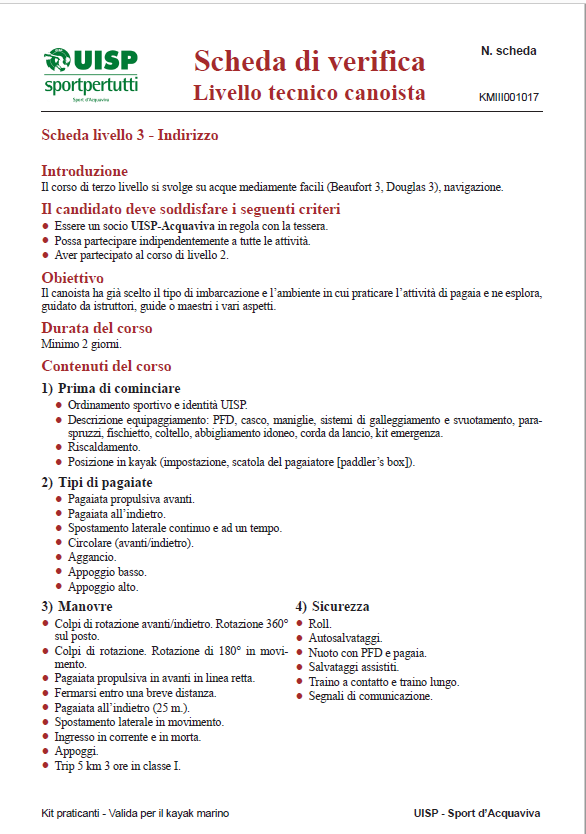 UISP
sportpertutti
Sport d'Acquaviva
Scheda di verifica
Livello tecnico canoista
N. scheda
KMIII001017
Scheda livello 3 - Indirizzo
Introduzione
Il corso di terzo livello si svolge su acque mediamente facili (Beaufort 3, Douglas 3), navigazione.
Il candidato deve soddisfare i seguenti criteri
● Essere un socio UISP-Acquaviva in regola con la tessera.
● Possa partecipare indipendentemente a tutte le attività.
● Aver partecipato al corso di livello 2.
Obiettivo
Il canoista ha già scelto il tipo di imbarcazione e l'ambiente in cui praticare l'attività di pagaia e ne esplora,
guidato da istruttori, guide o maestri i vari aspetti.
Durata del corso
Minimo 2 giorni.
Contenuti del corso
1) Prima di cominciare
● Ordinamento sportivo e identità UISP.
● Descrizione equipaggiamento: PFD, casco, maniglie, sistemi di galleggiamento e svuotamento, para-
spruzzi, fischietto, coltello, abbigliamento idoneo, corda da lancio, kit emergenza.
● Riscaldamento.
● Posizione in kayak (impostazione, scatola del pagaiatore [paddler's box]).
2) Tipi di pagaiate
● Pagaiata propulsiva avanti.
● Pagaiata all'indietro.
● Spostamento laterale continuo e ad un tempo.
● Circolare (avanti/indietro).
● Aggancio.
● Appoggio basso.
● Appoggio alto.
3) Manovre
● Colpi di rotazione avanti/indietro. Rotazione 360°
sul posto.
● Colpi di rotazione. Rotazione di 180° in movi-
mento.
● Pagaiata propulsiva in avanti in linea retta.
● Fermarsi entro una breve distanza.
● Pagaiata all'indietro (25 m.).
● Spostamento laterale in movimento.
● Ingresso in corrente e in morta.
● Appoggi.
● Trip 5 km 3 ore in classe I.
4) Sicurezza
● Roll.
● Autosalvataggi.
● Nuoto con PFD e pagaia.
● Salvataggi assistiti.
● Traino a contatto e traino lungo.
● Segnali di comunicazione.
Kit praticanti - Valida per il kayak marino
UISP - Sport d'Acquaviva